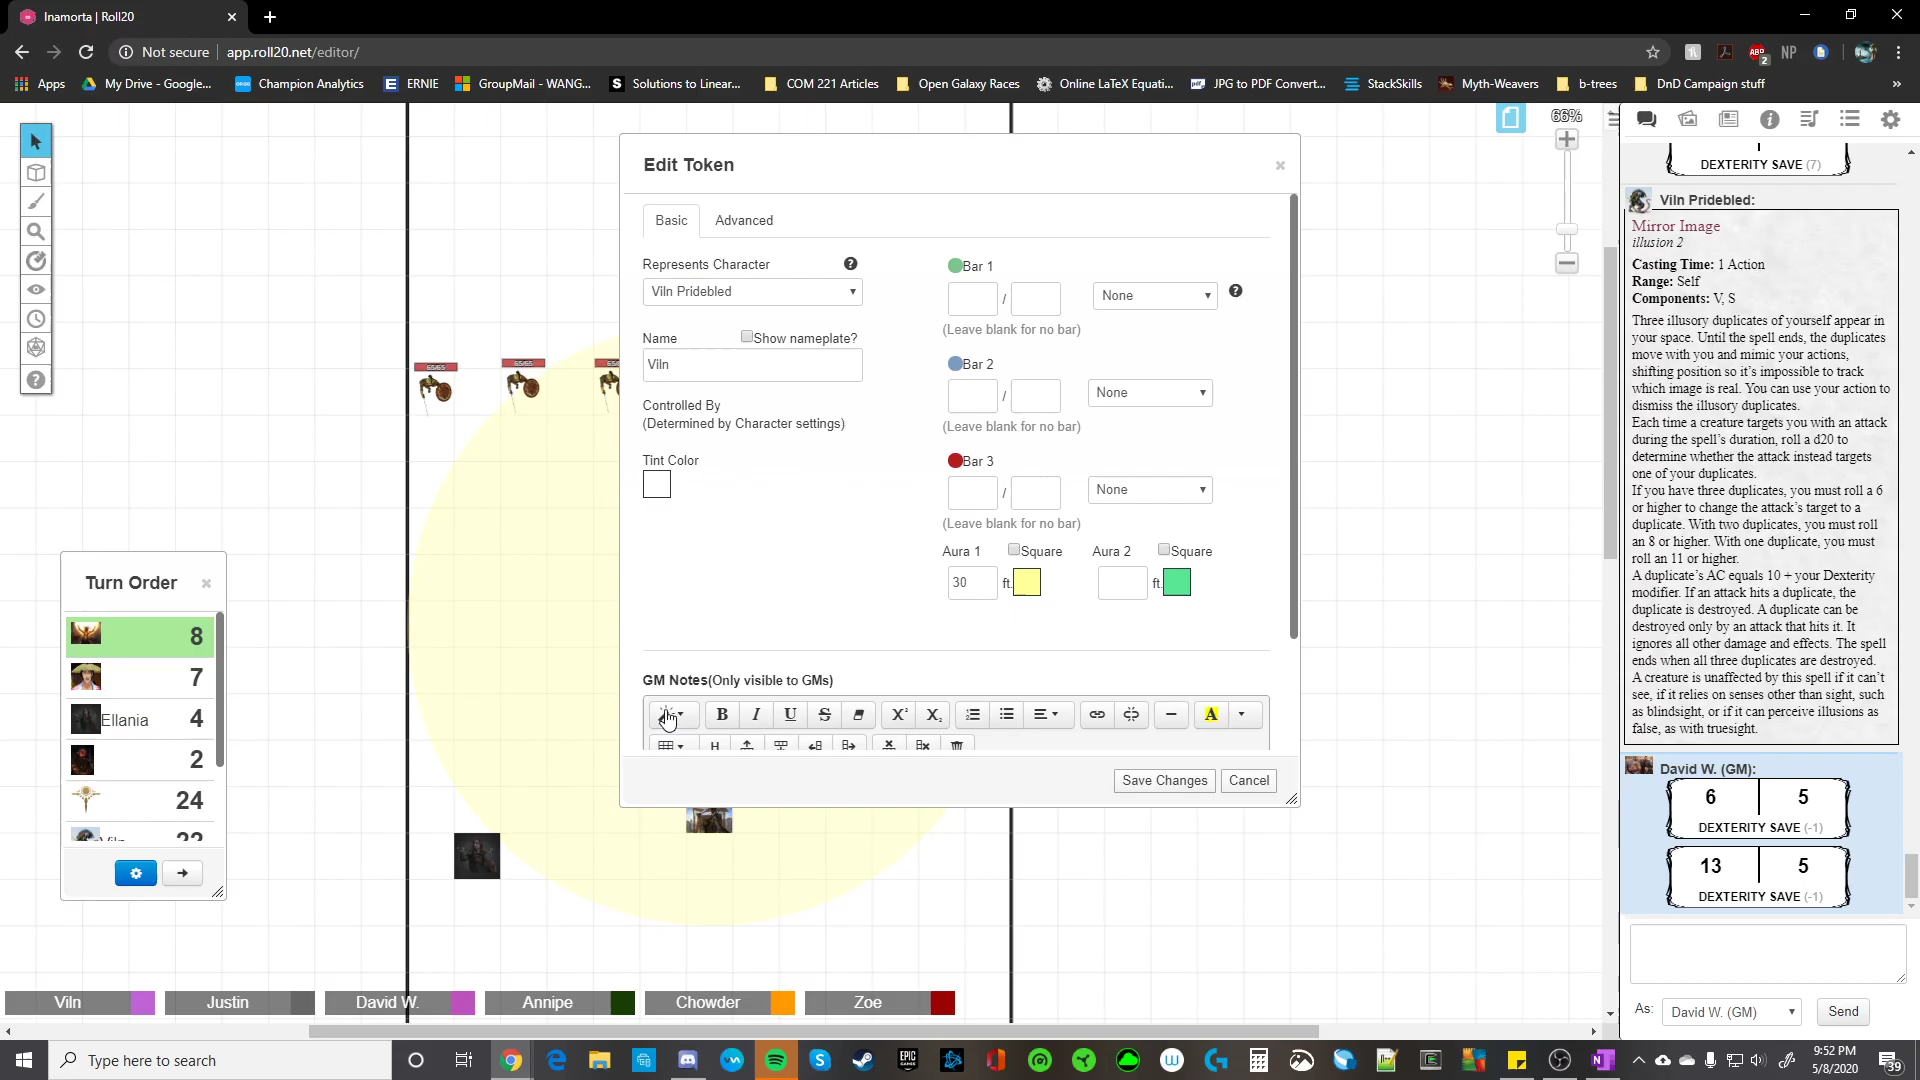 Inamorta | Roll20
Not secure
app.roll20.net/editor/
ABP
2
NP
Apps
My Drive - Google...
Champion Analytics
ERNIE
GroupMail - WANG...
Solutions to Linear...
COM 221 Articles
Open Galaxy Races
Online LaTeX Equati...
JPG to PDF Convert...
StackSkills
Myth-Weavers
b-trees
DnD Campaign stuff
66%
Edit Token
Basic
Advanced
Represents Character
Viln Pridebled
Name
Show nameplate?
Viln
Controlled By
(Determined by Character settings)
Tint Color
Bar 1
/
None
(Leave blank for no bar)
Bar 2
/
None
(Leave blank for no bar)
Bar 3
/
None
(Leave blank for no bar)
Aura 1
Square
Aura 2
Square
30
ft.
ft.
GM Notes(Only visible to GMs)
B I U S X² X₂ A
H
Save Changes
Cancel
65/65
65/65
Turn Order
8
7
Ellania 4
2
24
Viln 22
Viln
Justin
David W.
Annipe
Chowder
Zoe
DEXTERITY SAVE (7)
Viln Pridebled:
Mirror Image
illusion 2
Casting Time: 1 Action
Range: Self
Components: V, S
Three illusory duplicates of yourself appear in
your space. Until the spell ends, the duplicates
move with you and mimic your actions,
shifting position so it's impossible to track
which image is real. You can use your action to
dismiss the illusory duplicates.
Each time a creature targets you with an attack
during the spell's duration, roll a d20 to
determine whether the attack instead targets
one of your duplicates.
If you have three duplicates, you must roll a 6
or higher to change the attack's target to a
duplicate. With two duplicates, you must roll
an 8 or higher. With one duplicate, you must
roll an 11 or higher.
A duplicate's AC equals 10 + your Dexterity
modifier. If an attack hits a duplicate, the
duplicate is destroyed. A duplicate can be
destroyed only by an attack that hits it. It
ignores all other damage and effects. The spell
ends when all three duplicates are destroyed.
A creature is unaffected by this spell if it can't
see, if it relies on senses other than sight, such
as blindsight, or if it can perceive illusions as
false, as with truesight.
David W. (GM):
6 5
DEXTERITY SAVE (-1)
13 5
DEXTERITY SAVE (-1)
As:
David W. (GM)
Send
Type here to search
EPIC GAMES
9:52 PM
5/8/2020
39